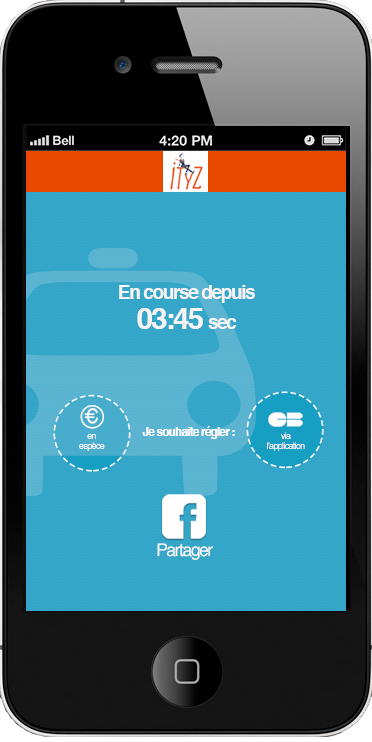 Bell 4:20 PM
ITYZ
En course depuis
03:45 sec
€
en
espèce
Je souhaite régler :
CB
via
l'application
f
Partager